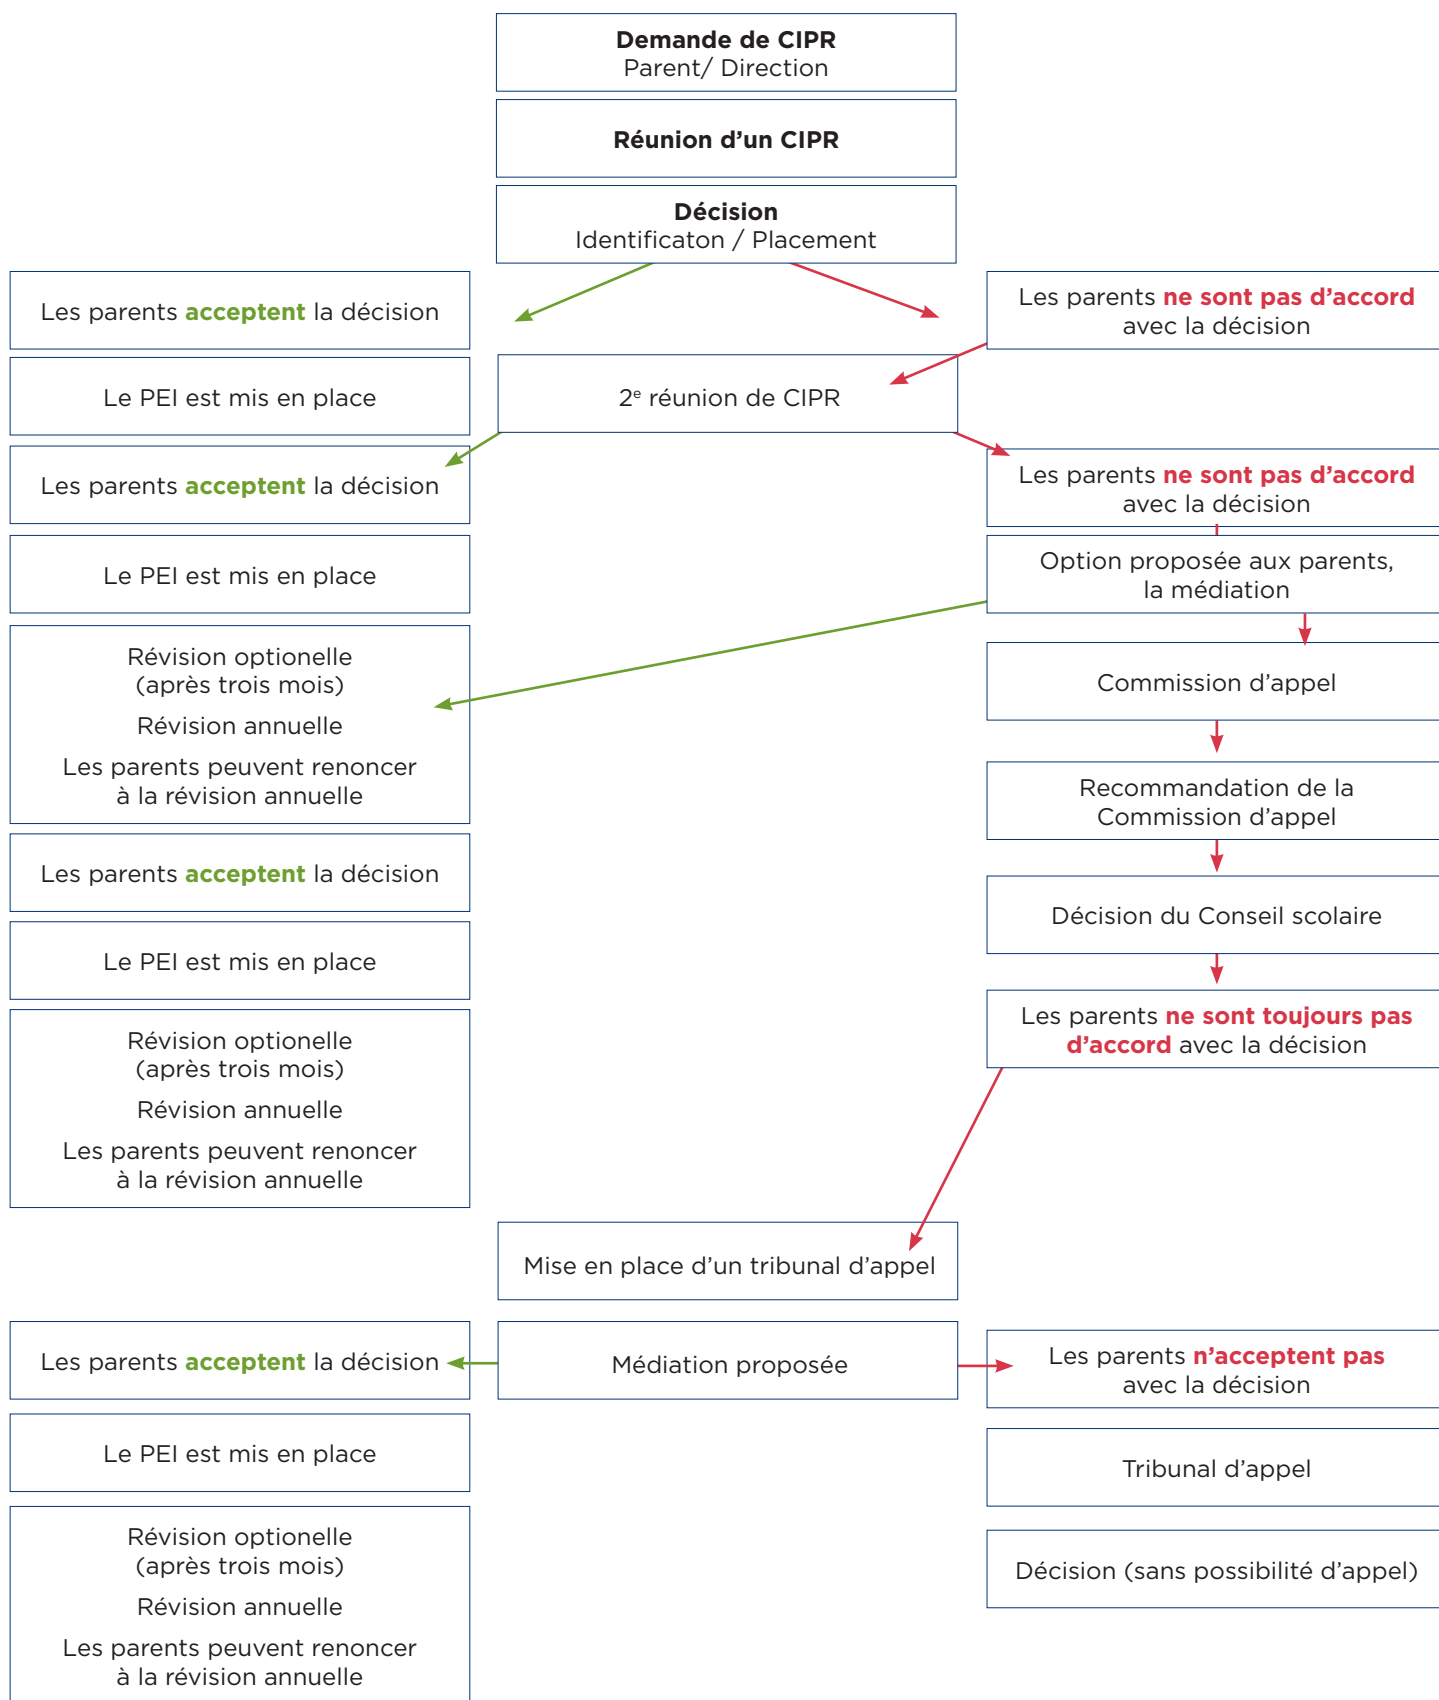 Demande de CIPR
Parent/ Direction
Réunion d’un CIPR
Décision
Identificaton / Placement
Les parents acceptent la décision
Les parents ne sont pas d’accord
avec la décision
Le PEI est mis en place
2e réunion de CIPR
Les parents acceptent la décision
Les parents ne sont pas d’accord
avec la décision
Le PEI est mis en place
Option proposée aux parents,
la médiation
Révision optionelle
(après trois mois)
Révision annuelle
Les parents peuvent renoncer
à la révision annuelle
Commission d’appel
Recommandation de la
Commission d’appel
Les parents acceptent la décision
Décision du Conseil scolaire
Le PEI est mis en place
Les parents ne sont toujours pas
d’accord avec la décision
Révision optionelle
(après trois mois)
Révision annuelle
Les parents peuvent renoncer
à la révision annuelle
Mise en place d’un tribunal d’appel
Les parents acceptent la décision
Médiation proposée
Les parents n’acceptent pas
avec la décision
Le PEI est mis en place
Tribunal d’appel
Révision optionelle
(après trois mois)
Révision annuelle
Les parents peuvent renoncer
à la révision annuelle
Décision (sans possibilité d’appel)